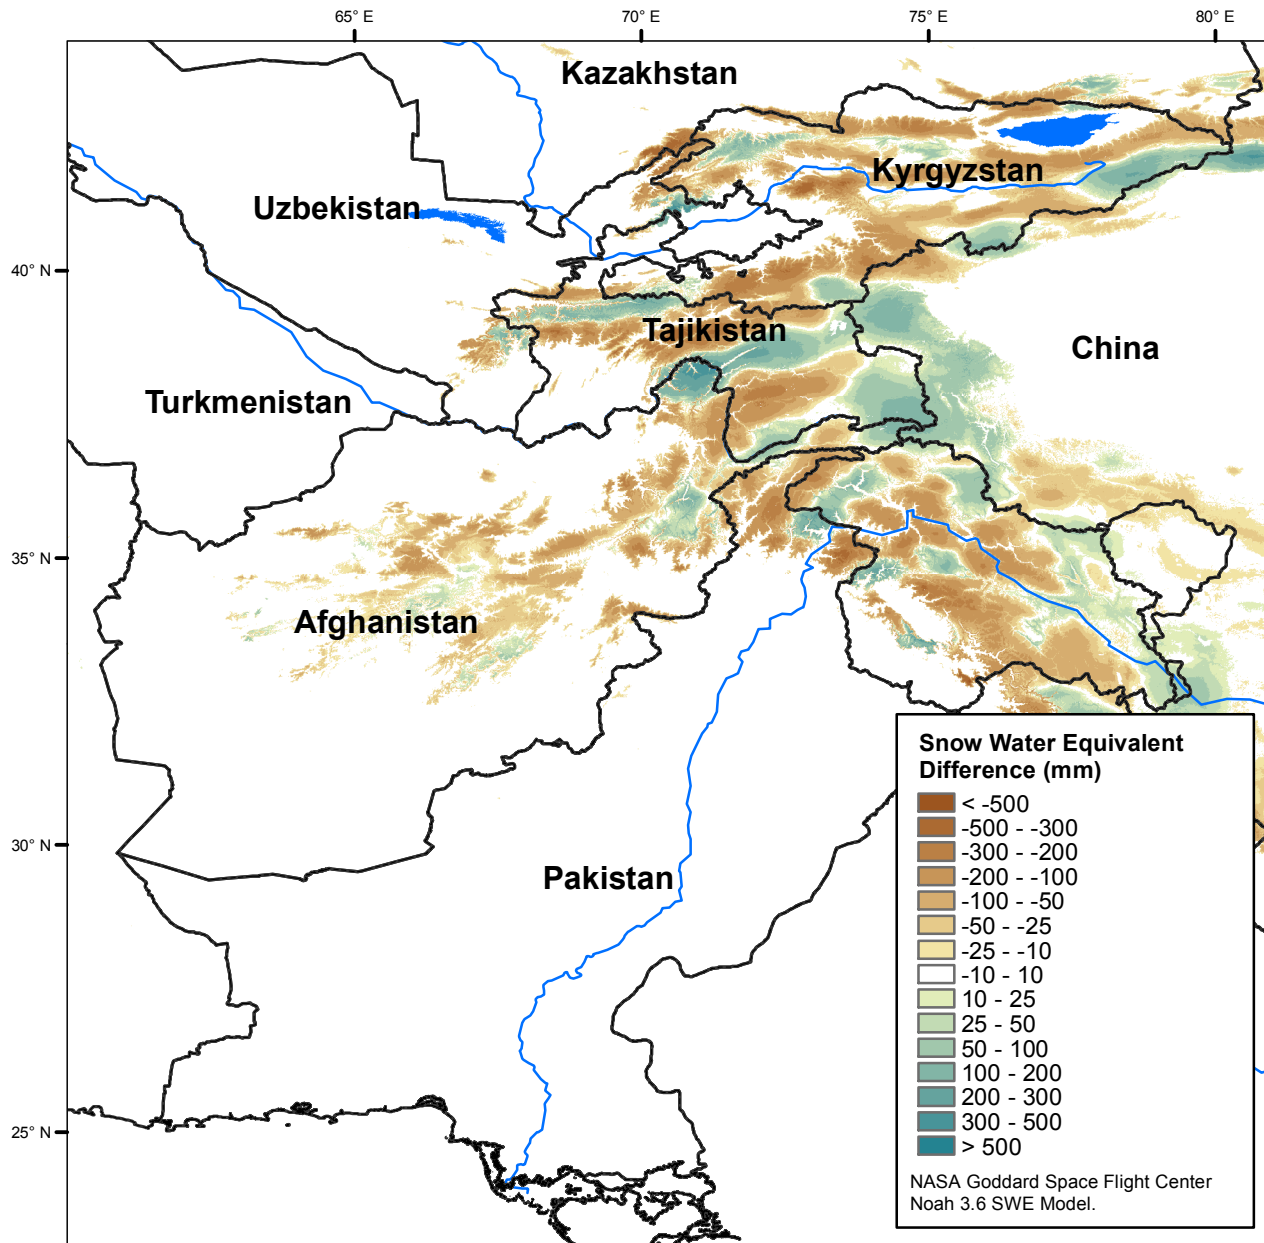 65° E
70° E
75° E
80° E
Kazakhstan
Kyrgyzstan
Uzbekistan
40° N
Tajikistan
China
Turkmenistan
35° N
Afghanistan
Snow Water Equivalent
Difference (mm)
< -500
-500 - -300
-300 - -200
-200 - -100
-100 - -50
-50 - -25
-25 - -10
-10 - 10
10 - 25
25 - 50
50 - 100
100 - 200
200 - 300
300 - 500
> 500
30° N
Pakistan
25° N
NASA Goddard Space Flight Center
Noah 3.6 SWE Model.